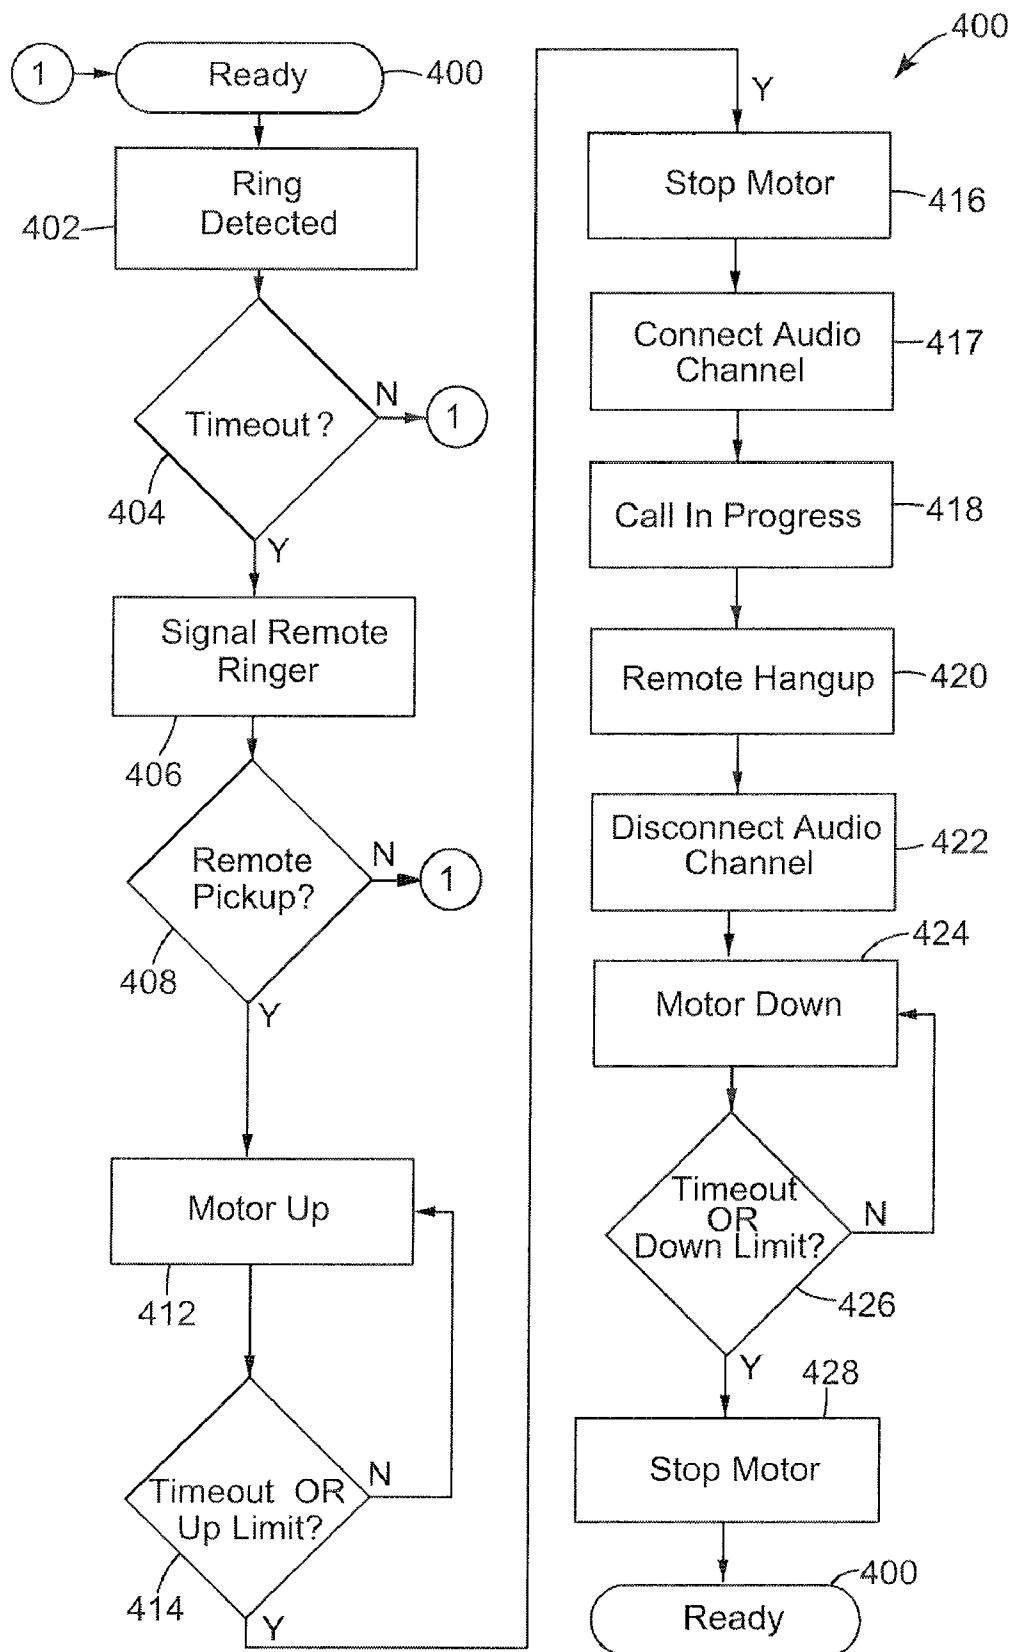 400
1
Ready
400
Ring
Detected
402
Timeout?
N
1
404
Y
Signal Remote
Ringer
406
Remote
Pickup?
N
1
408
Y
Motor Up
412
Timeout OR
Up Limit?
N
414
Y
Y
Stop Motor
416
Connect Audio
Channel
417
Call In Progress
418
Remote Hangup
420
Disconnect Audio
Channel
422
424
Motor Down
Timeout
OR
Down Limit?
N
426
Y
428
Stop Motor
400
Ready